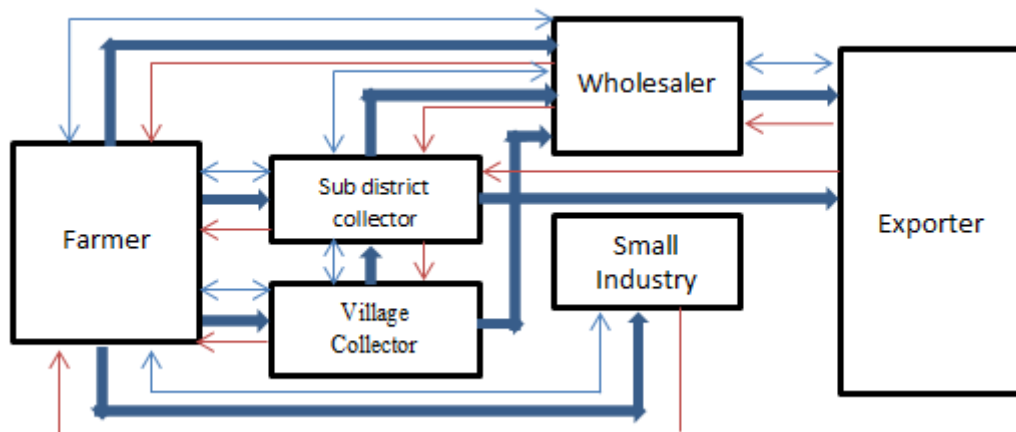 Wholesaler
Farmer
Sub district
collector
Village
Collector
Small
Industry
Exporter